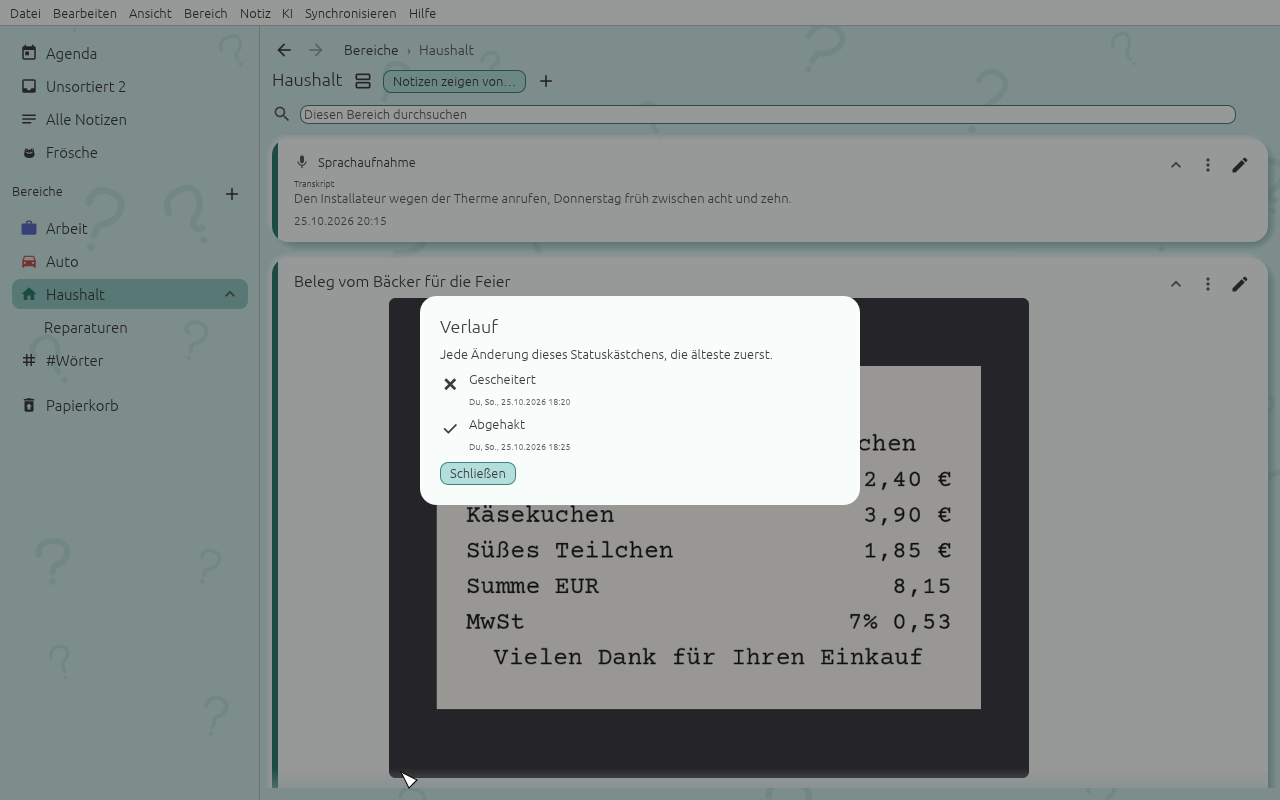 Datei Bearbeiten Ansicht Bereich Notiz KI Synchronisieren Hilfe
Agenda
Unsortiert 2
Alle Notizen
Frösche
Bereiche
Arbeit
Auto
Haushalt
Reparaturen
#Wörter
Papierkorb
Bereiche › Haushalt
Haushalt Notizen zeigen von…
Diesen Bereich durchsuchen
Sprachaufnahme
Transkript
Den Installateur wegen der Therme anrufen, Donnerstag früh zwischen acht und zehn.
25.10.2026 20:15
Beleg vom Bäcker für die Feier
Verlauf
Jede Änderung dieses Statuskästchens, die älteste zuerst.
Gescheitert
Du, So., 25.10.2026 18:20
Abgehakt
Du, So., 25.10.2026 18:25
Schließen
chen
2,40 €
Käsekuchen 3,90 €
Süßes Teilchen 1,85 €
Summe EUR 8,15
MwSt 7% 0,53
Vielen Dank für Ihren Einkauf